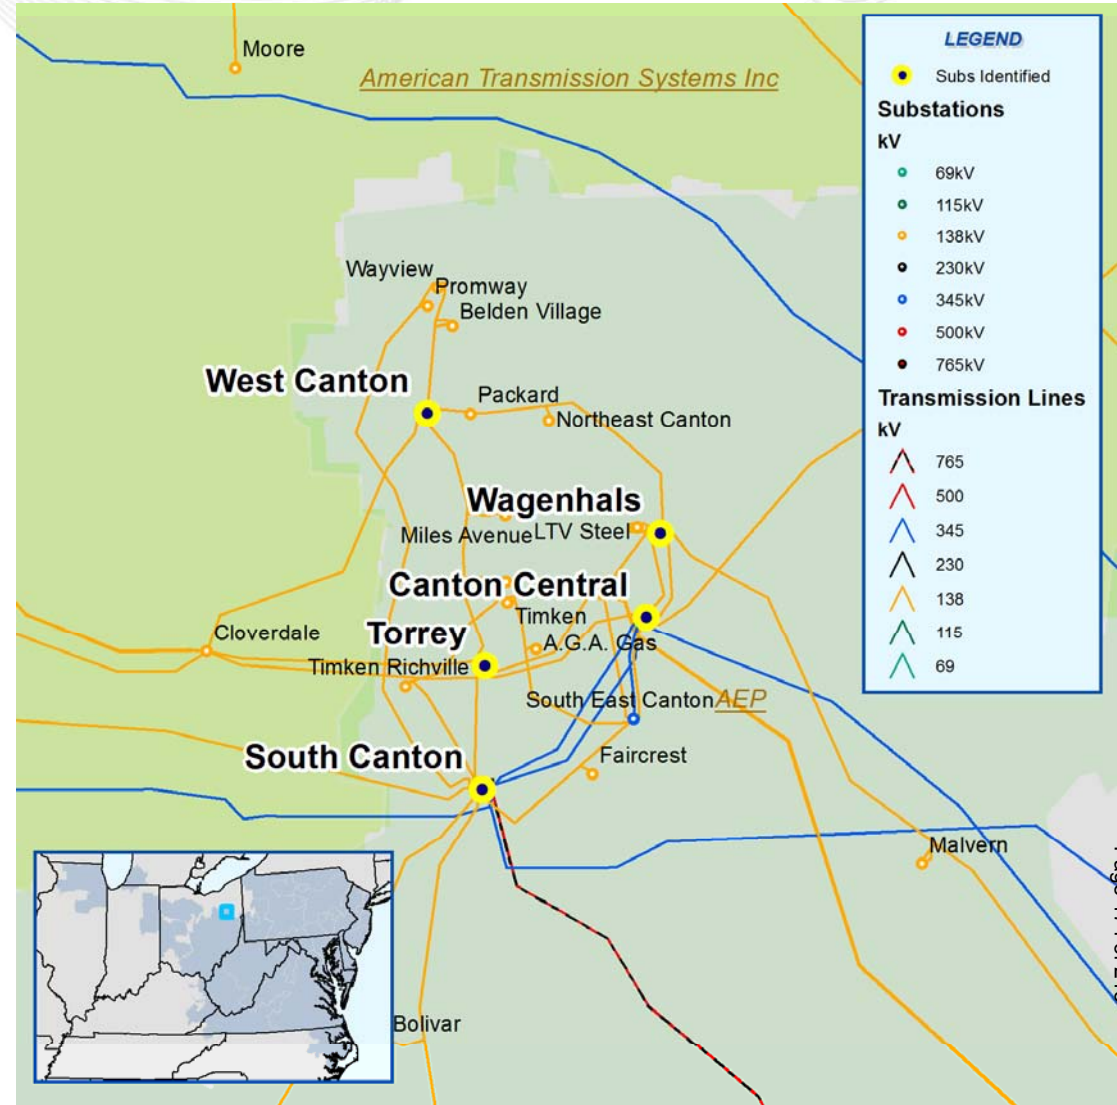 Moore
American Transmission Systems Inc
LEGEND
Subs Identified
Substations
kV
69kV
115kV
138kV
230kV
345kV
500kV
765kV
Transmission Lines
kV
765
500
345
230
138
115
69
Wayview
Promway
Belden Village
West Canton
Packard
Northeast Canton
Wagenhals
Miles Avenue
LTV Steel
Canton Central
Timken
Cloverdale
Torrey
A.G.A. Gas
Timken Richville
South East Canton
AEP
South Canton
Faircrest
Malvern
Bolivar